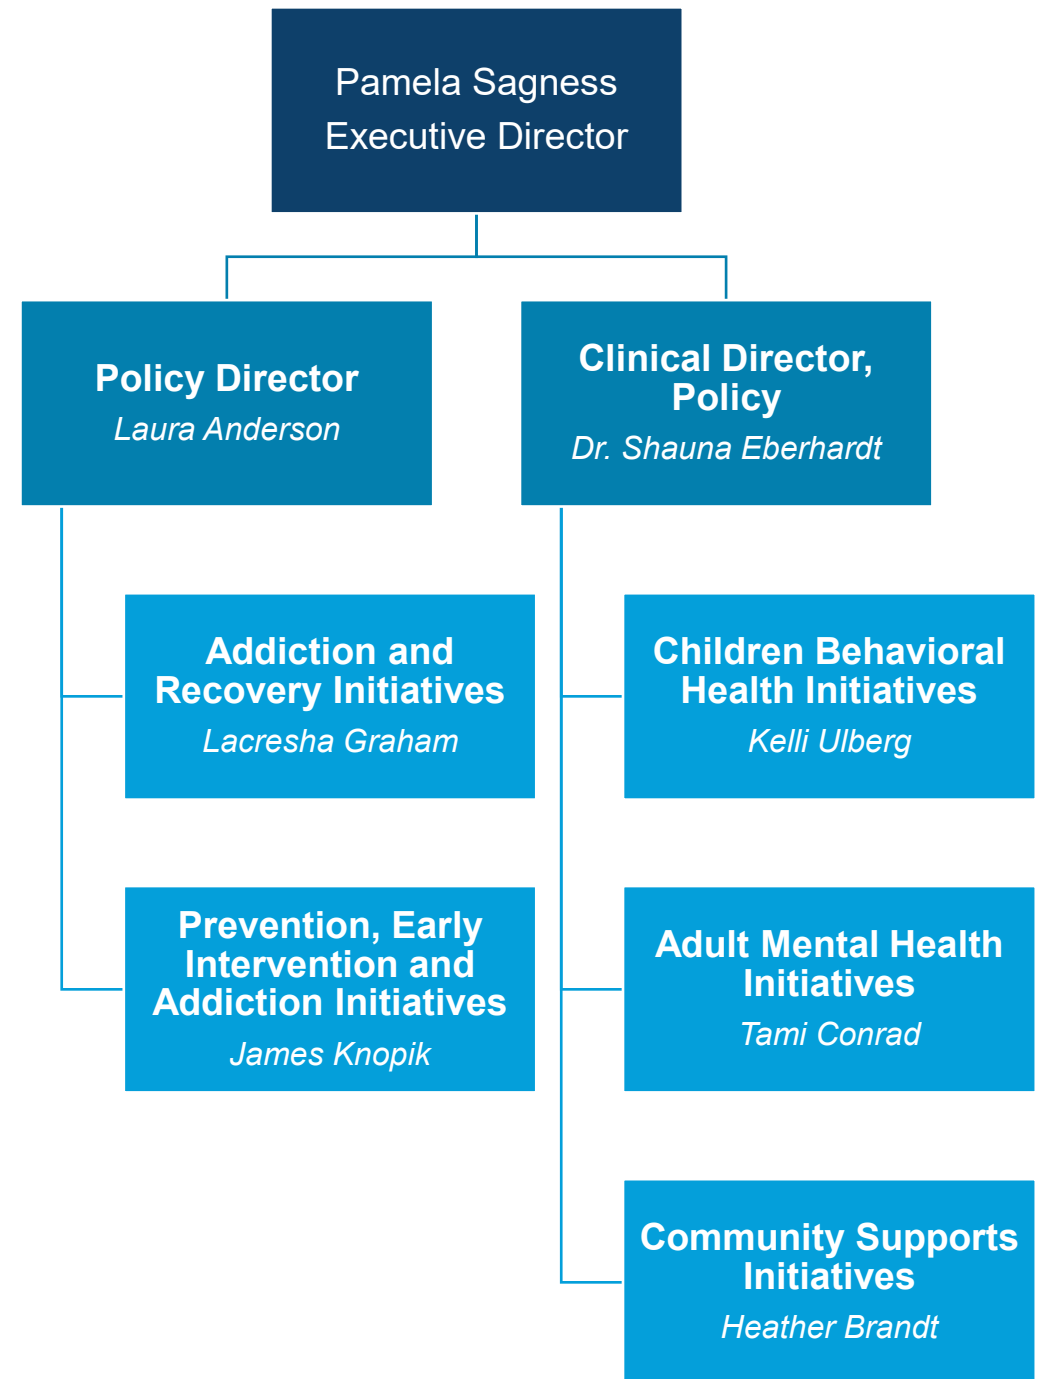 Pamela Sagness
Executive Director
Policy Director
Laura Anderson
Clinical Director,
Policy
Dr. Shauna Eberhardt
Addiction and
Recovery Initiatives
Lacresha Graham
Prevention, Early
Intervention and
Addiction Initiatives
James Knopik
Children Behavioral
Health Initiatives
Kelli Ulberg
Adult Mental Health
Initiatives
Tami Conrad
Community Supports
Initiatives
Heather Brandt